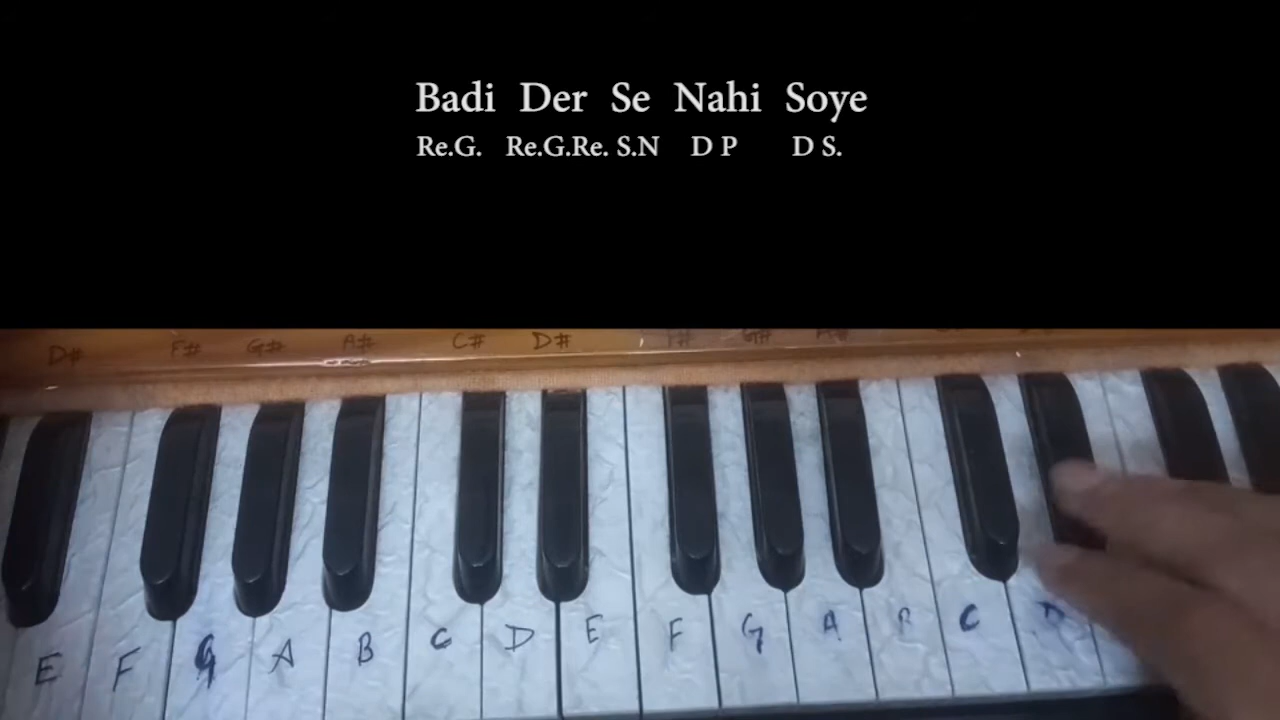 Badi Der Se Nahi Soye
Re.G. Re.G.Re. S.N D P D S.
D# F# G# A# C# D# F# G# A#
E F G A B C D E F G A B C D